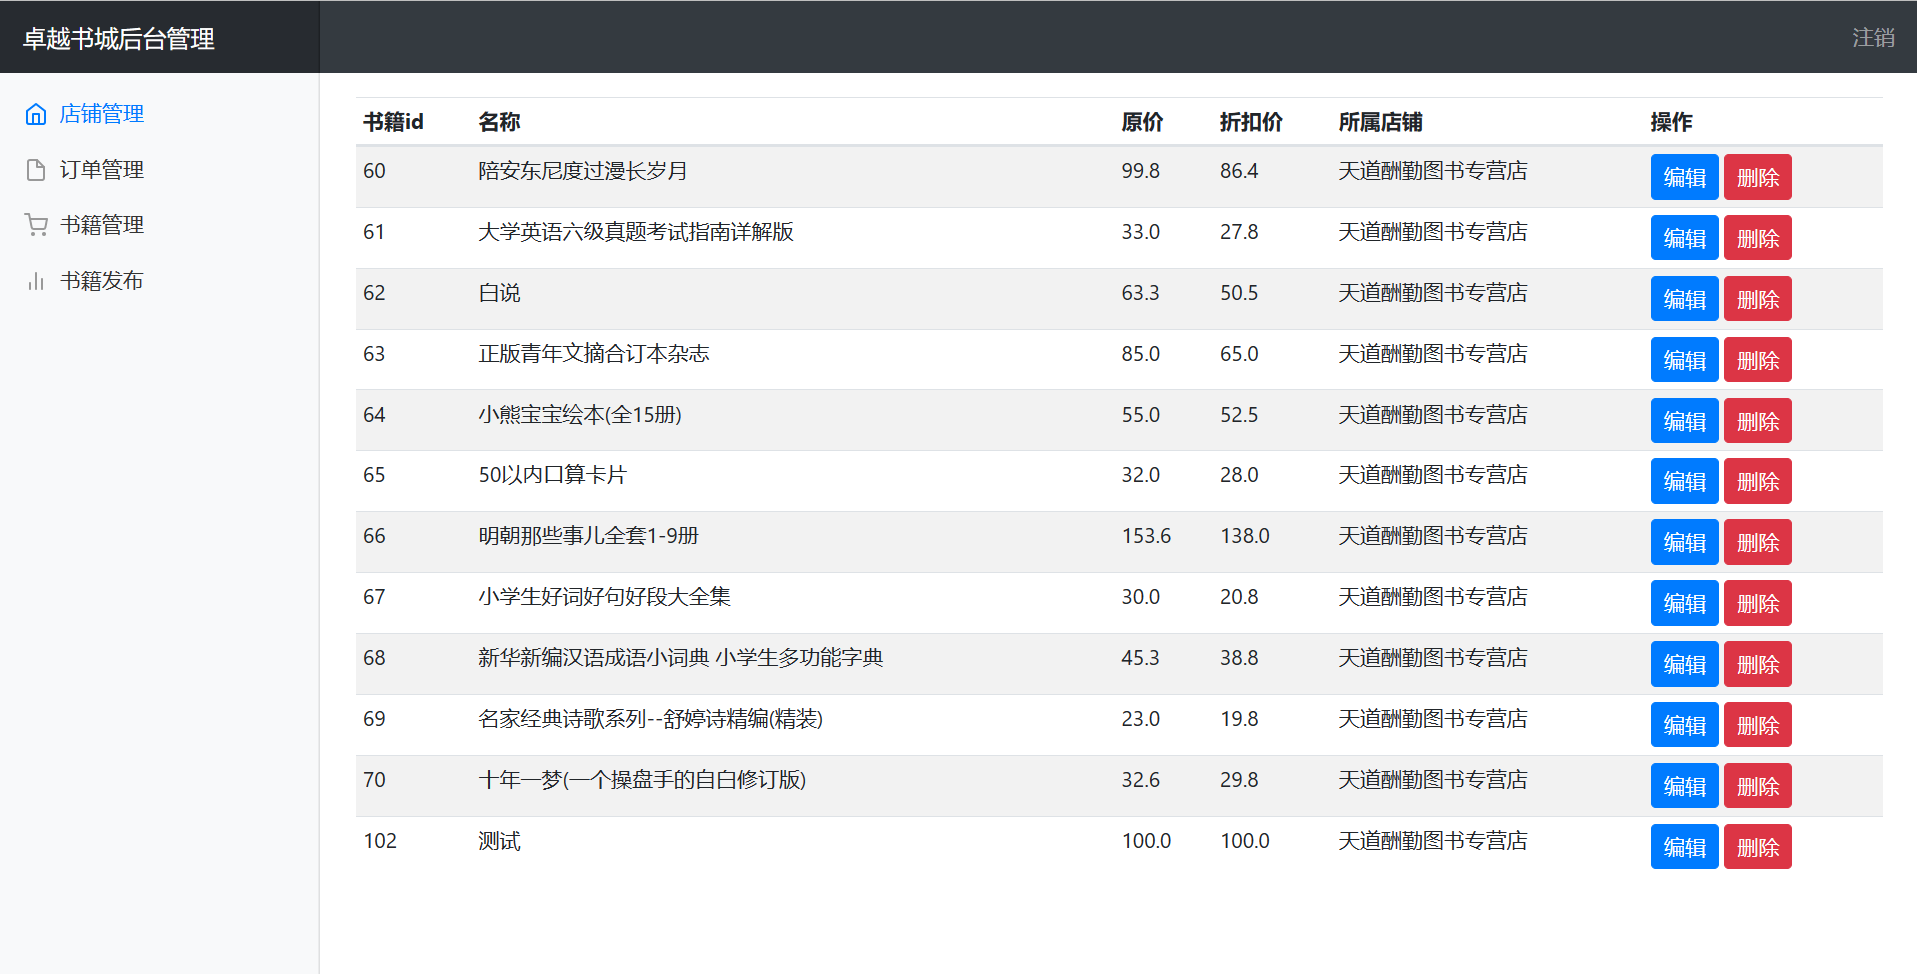 卓越书城后台管理 注销
店铺管理
订单管理
书籍管理
书籍发布
书籍id 名称 原价 折扣价 所属店铺 操作
60 陪安东尼度过漫长岁月 99.8 86.4 天道酬勤图书专营店 编辑 删除
61 大学英语六级真题考试指南详解版 33.0 27.8 天道酬勤图书专营店 编辑 删除
62 白说 63.3 50.5 天道酬勤图书专营店 编辑 删除
63 正版青年文摘合订本杂志 85.0 65.0 天道酬勤图书专营店 编辑 删除
64 小熊宝宝绘本(全15册) 55.0 52.5 天道酬勤图书专营店 编辑 删除
65 50以内口算卡片 32.0 28.0 天道酬勤图书专营店 编辑 删除
66 明朝那些事儿全套1-9册 153.6 138.0 天道酬勤图书专营店 编辑 删除
67 小学生好词好句好段大全集 30.0 20.8 天道酬勤图书专营店 编辑 删除
68 新华新编汉语成语小词典 小学生多功能字典 45.3 38.8 天道酬勤图书专营店 编辑 删除
69 名家经典诗歌系列--舒婷诗精编(精装) 23.0 19.8 天道酬勤图书专营店 编辑 删除
70 十年一梦(一个操盘手的自白修订版) 32.6 29.8 天道酬勤图书专营店 编辑 删除
102 测试 100.0 100.0 天道酬勤图书专营店 编辑 删除